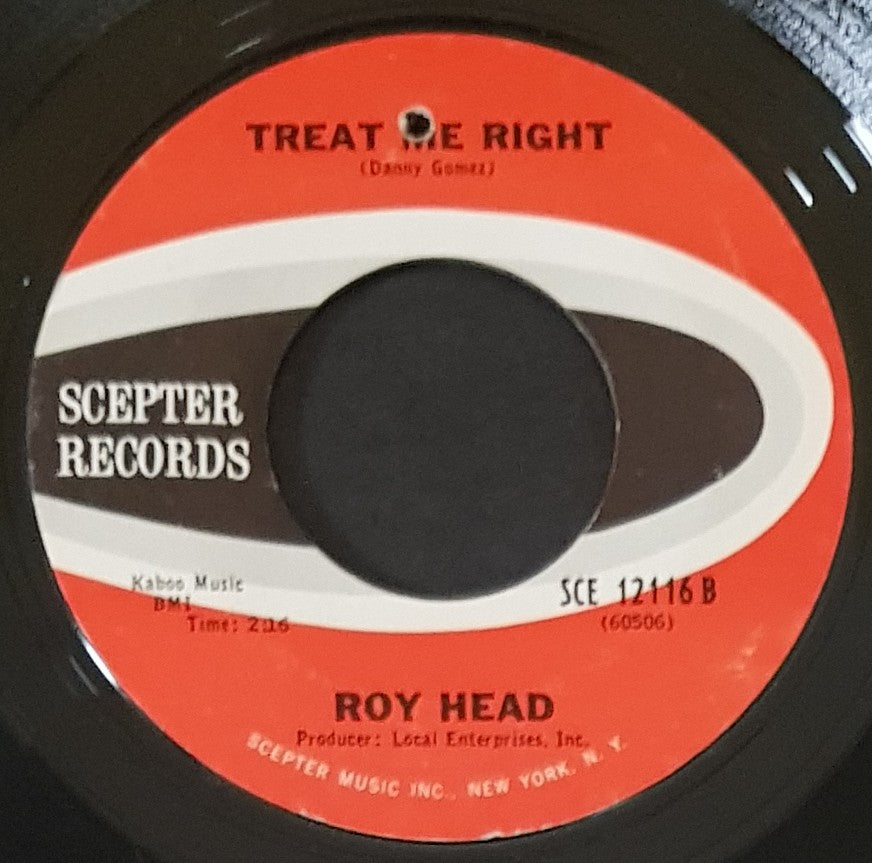 TREAT ME RIGHT
(Danny Gomez)
SCEPTER
RECORDS
Kaboo Music
BMI
Time: 2:16
SCE 12116 B
(60506)
ROY HEAD
Producer: Local Enterprises, Inc.
SCEPTER MUSIC INC., NEW YORK, N. Y.